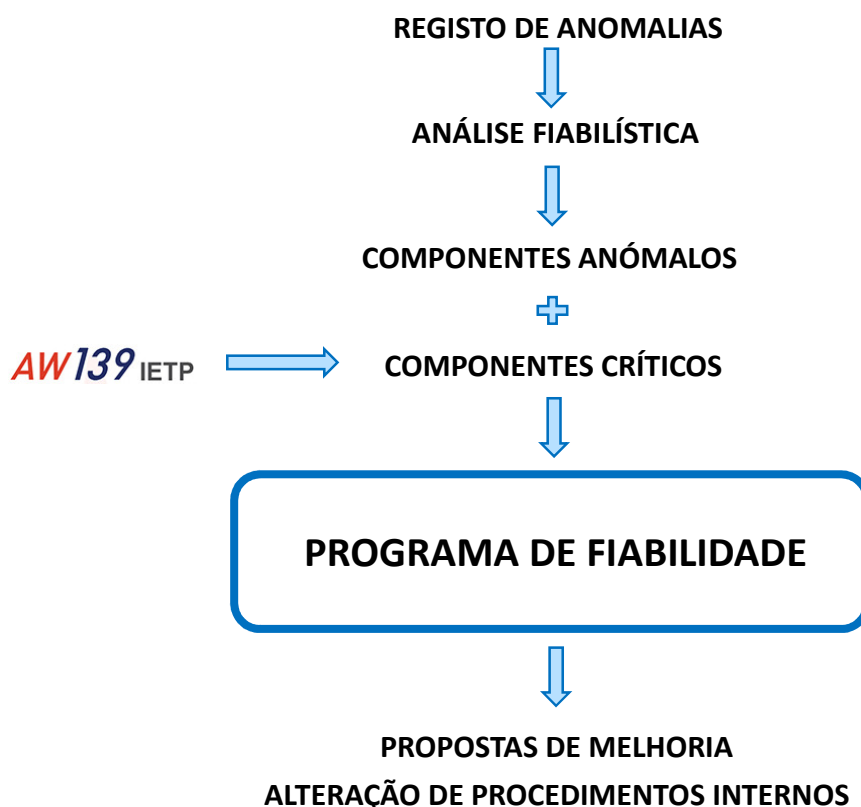 REGISTO DE ANOMALIAS
ANÁLISE FIABILÍSTICA
COMPONENTES ANÓMALOS
AW139 IETP
COMPONENTES CRÍTICOS
PROGRAMA DE FIABILIDADE
PROPOSTAS DE MELHORIA
ALTERAÇÃO DE PROCEDIMENTOS INTERNOS